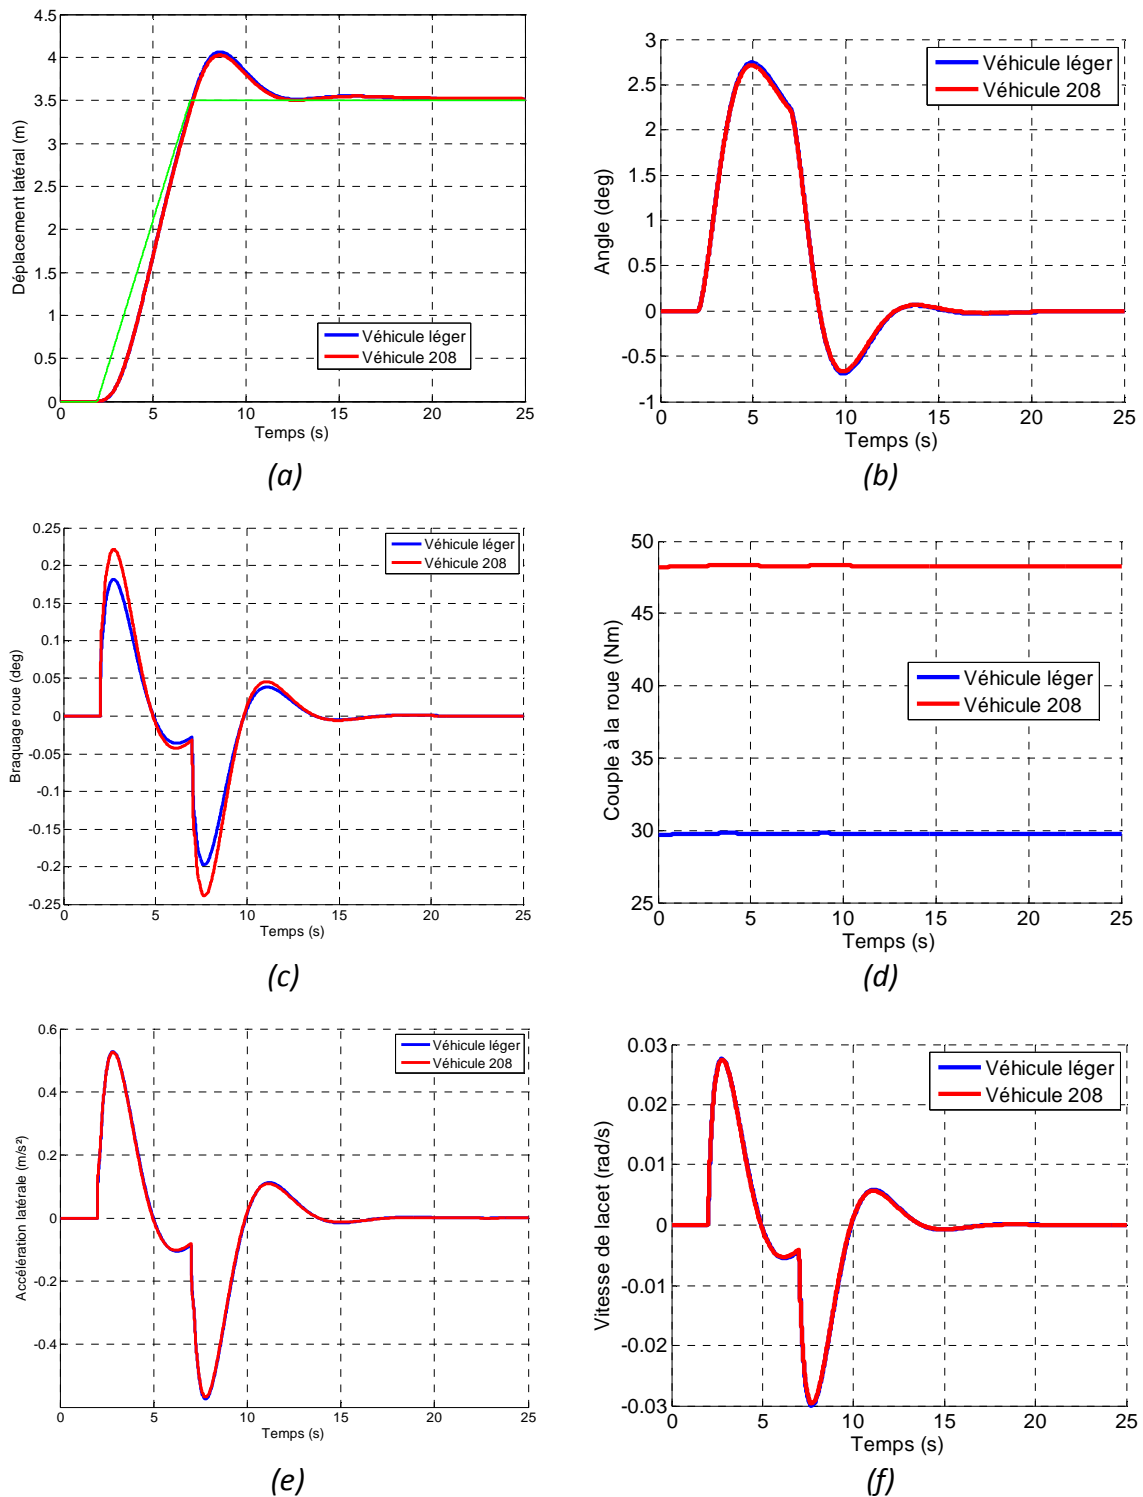 4.5
4
3.5
3
2.5
2
1.5
1
0.5
0
Déplacement latéral (m)
0 5 10 15 20 25
Temps (s)
Véhicule léger
Véhicule 208
(a)
3
2.5
2
1.5
1
0.5
0
-0.5
-1
Angle (deg)
0 5 10 15 20 25
Temps (s)
Véhicule léger
Véhicule 208
(b)
0.25
0.2
0.15
0.1
0.05
0
-0.05
-0.1
-0.15
-0.2
-0.25
Braquage roue (deg)
0 5 10 15 20 25
Temps (s)
Véhicule léger
Véhicule 208
(c)
50
45
40
35
30
25
Couple à la roue (Nm)
0 5 10 15 20 25
Temps (s)
Véhicule léger
Véhicule 208
(d)
0.6
0.4
0.2
0
-0.2
-0.4
Accélération latérale (m/s²)
0 5 10 15 20 25
Temps (s)
Véhicule léger
Véhicule 208
(e)
0.03
0.02
0.01
0
-0.01
-0.02
-0.03
Vitesse de lacet (rad/s)
0 5 10 15 20 25
Temps (s)
Véhicule léger
Véhicule 208
(f)